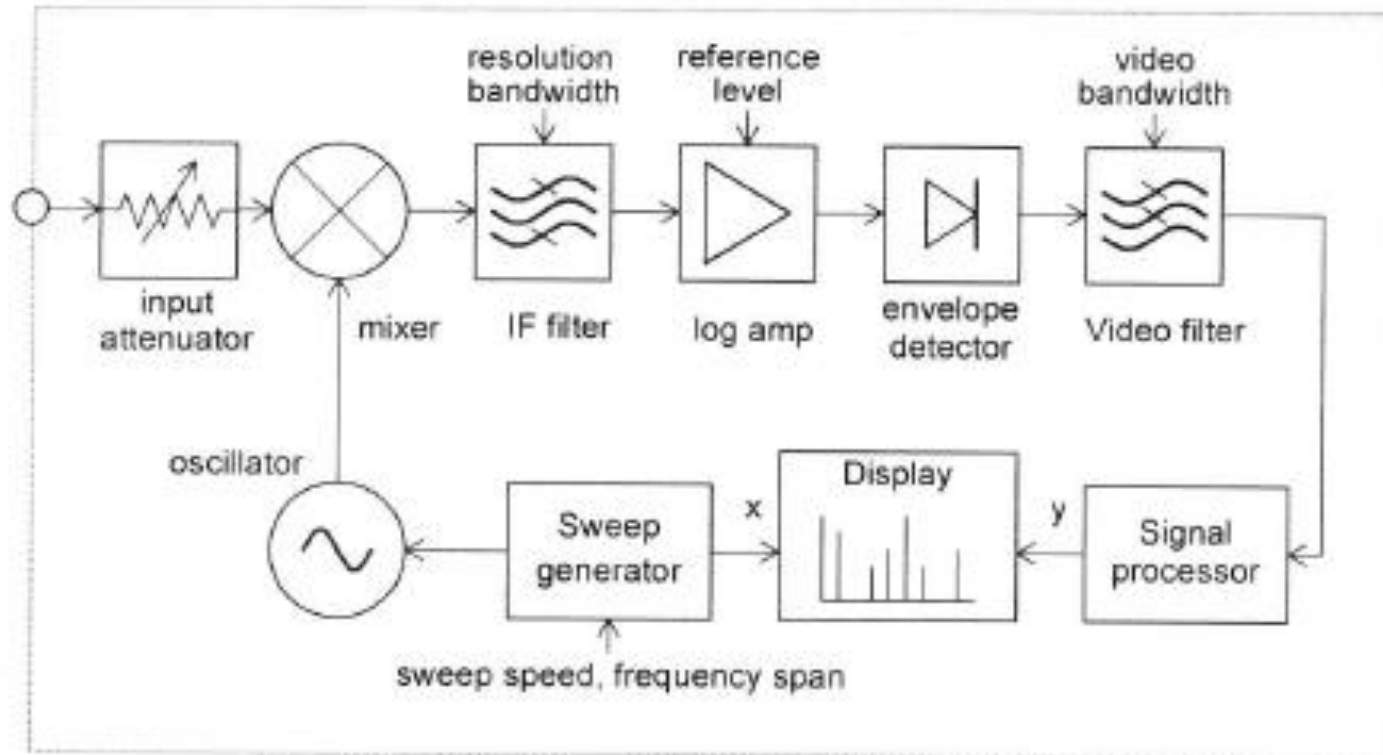 resolution
bandwidth
reference
level
video
bandwidth
input
attenuator
mixer
IF filter
log amp
envelope
detector
Video filter
oscillator
Sweep
generator
x
Display
y
Signal
processor
sweep speed, frequency span